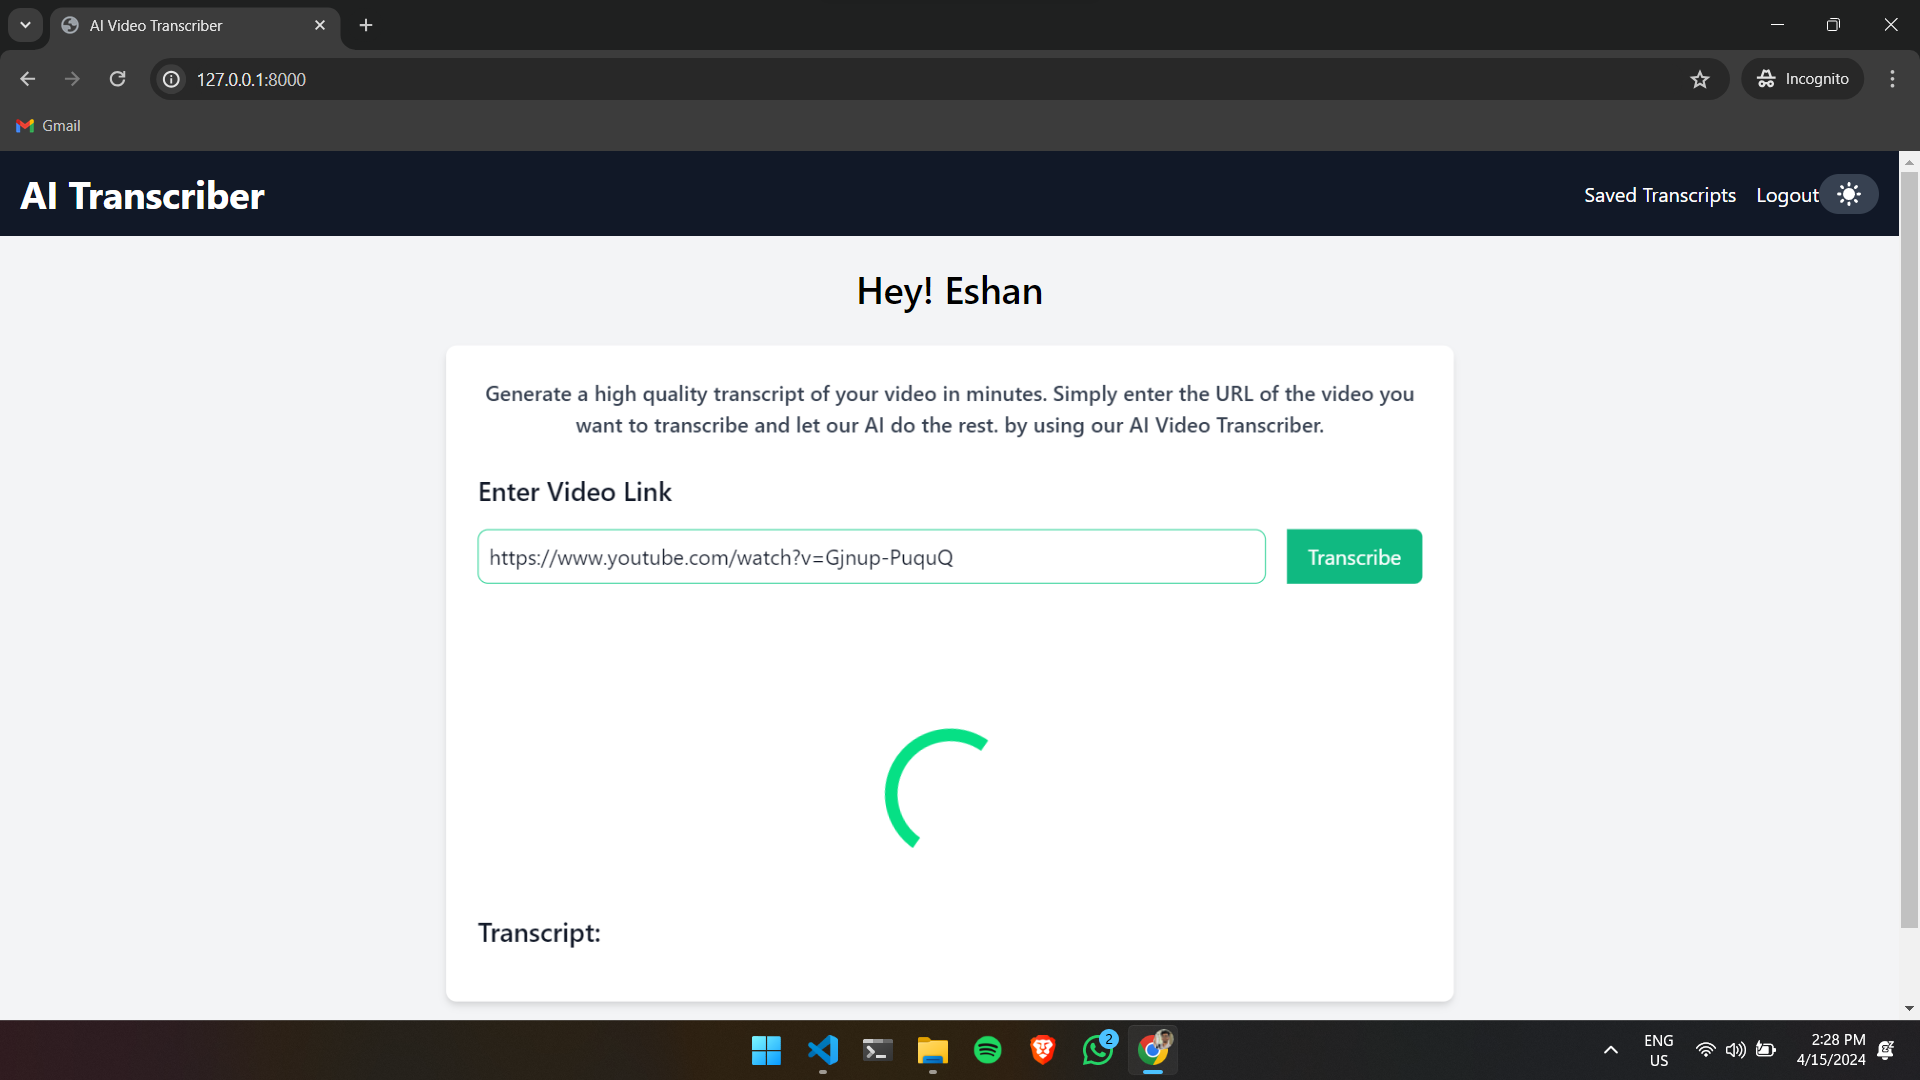 AI Video Transcriber
127.0.0.1:8000
Incognito
Gmail
AI Transcriber
Saved Transcripts
Logout
Hey! Eshan
Generate a high quality transcript of your video in minutes. Simply enter the URL of the video you
want to transcribe and let our AI do the rest. by using our AI Video Transcriber.
Enter Video Link
https://www.youtube.com/watch?v=Gjnup-PuquQ
Transcribe
Transcript:
2
ENG
US
2:28 PM
4/15/2024